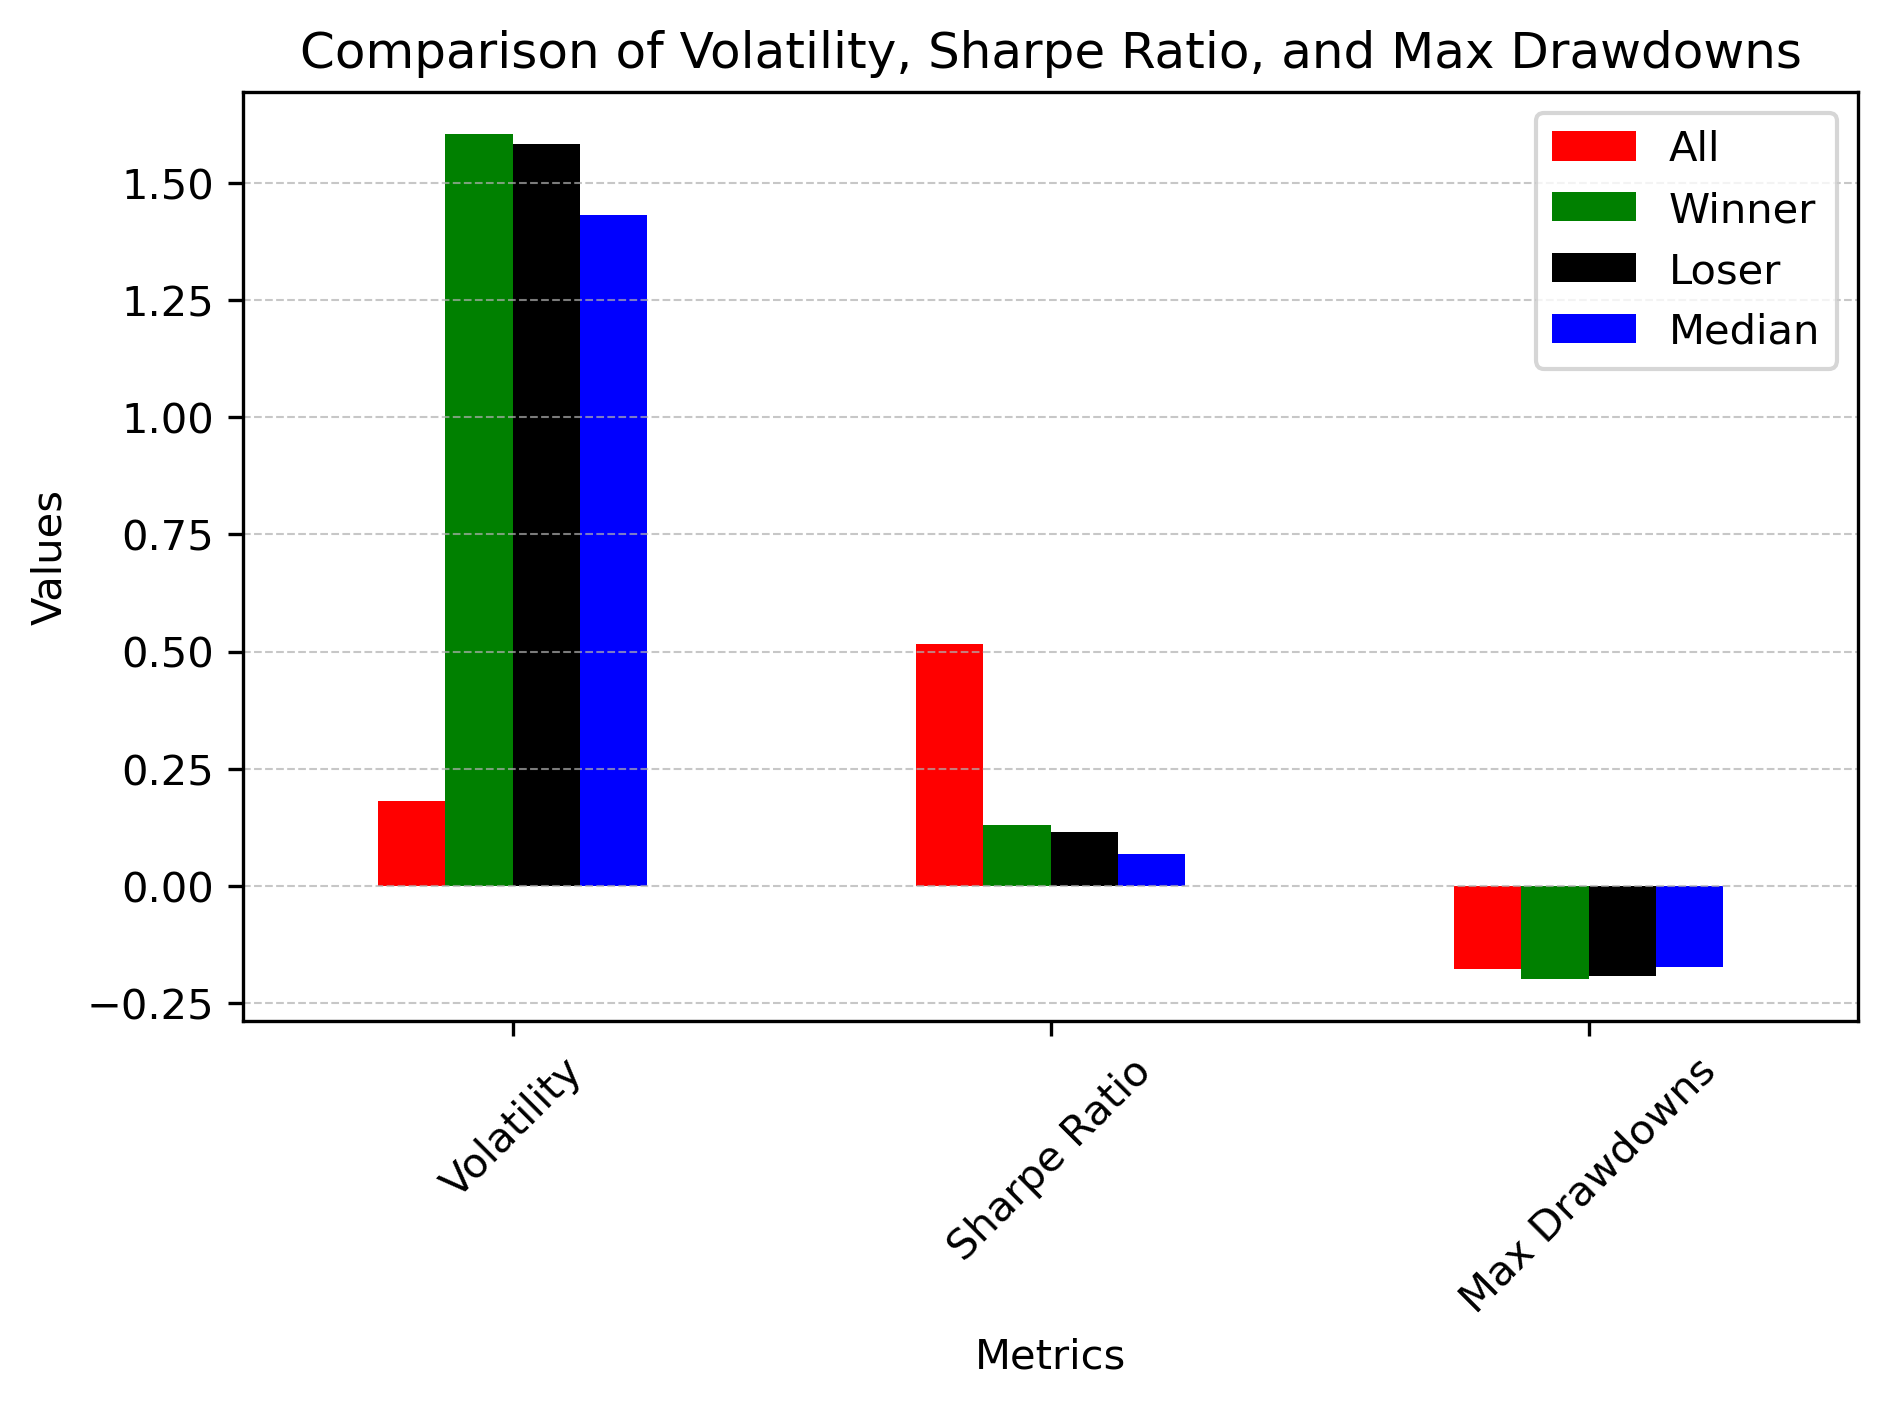 Comparison of Volatility, Sharpe Ratio, and Max Drawdowns
All
Winner
Loser
Median
1.50
1.25
1.00
0.75
0.50
0.25
0.00
−0.25
Values
Volatility
Sharpe Ratio
Max Drawdowns
Metrics